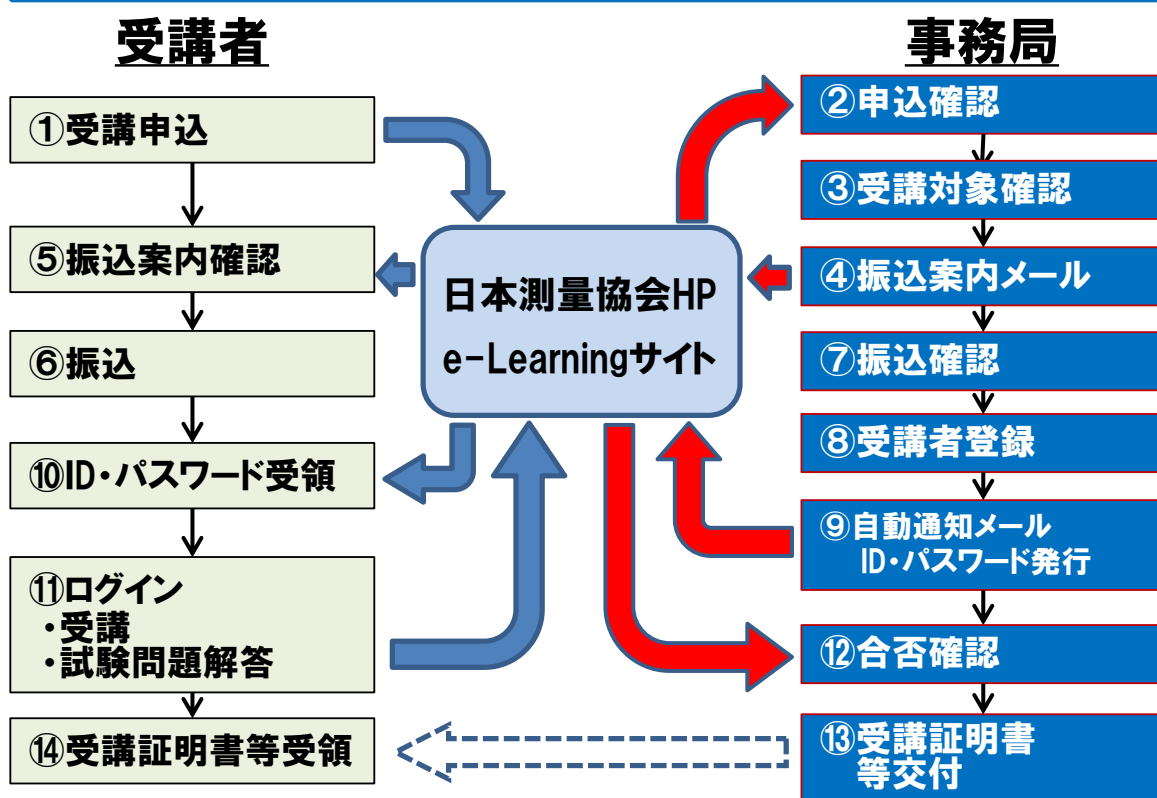 受講者
①受講申込
⑤振込案内確認
⑥振込
⑩ID・パスワード受領
⑪ログイン
・受講
・試験問題解答
⑭受講証明書等受領
日本測量協会HP
e-Learningサイト
事務局
②申込確認
③受講対象確認
④振込案内メール
⑦振込確認
⑧受講者登録
⑨自動通知メール
ID・パスワード発行
⑫合否確認
⑬受講証明書
等交付